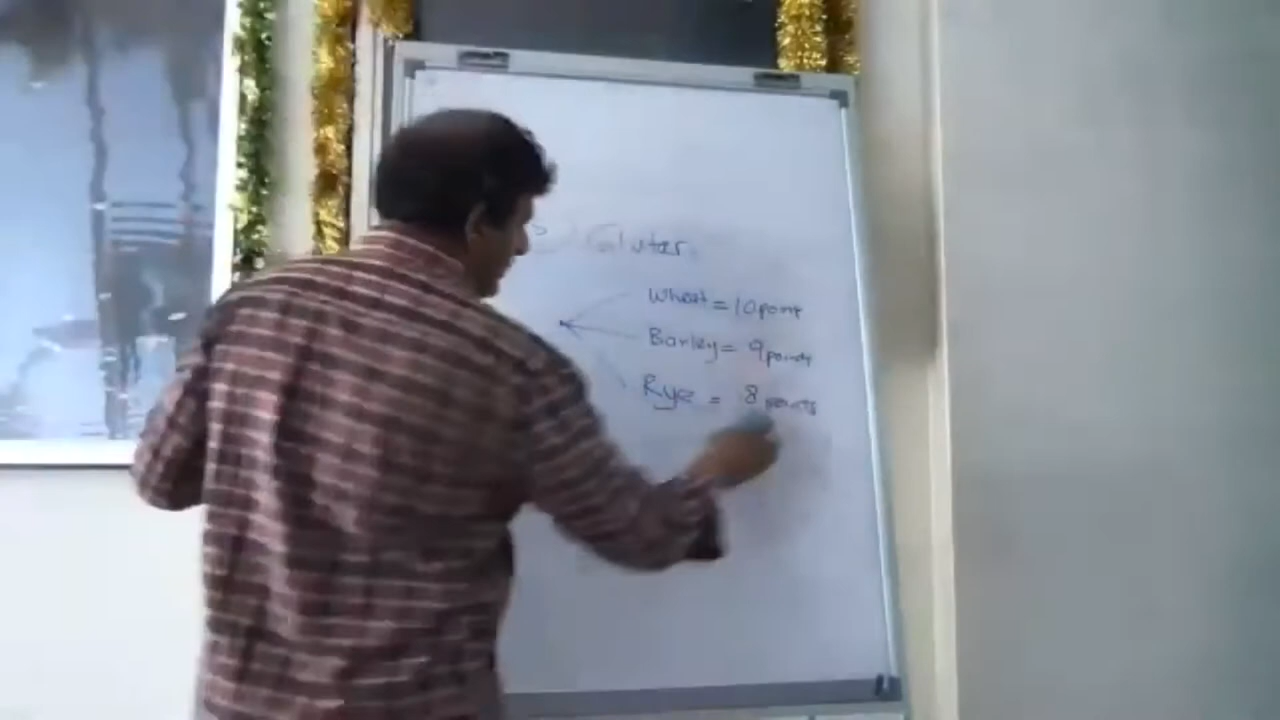 Gluten
Wheat = 10 point
Barley = 9 points
Rye = 8 points